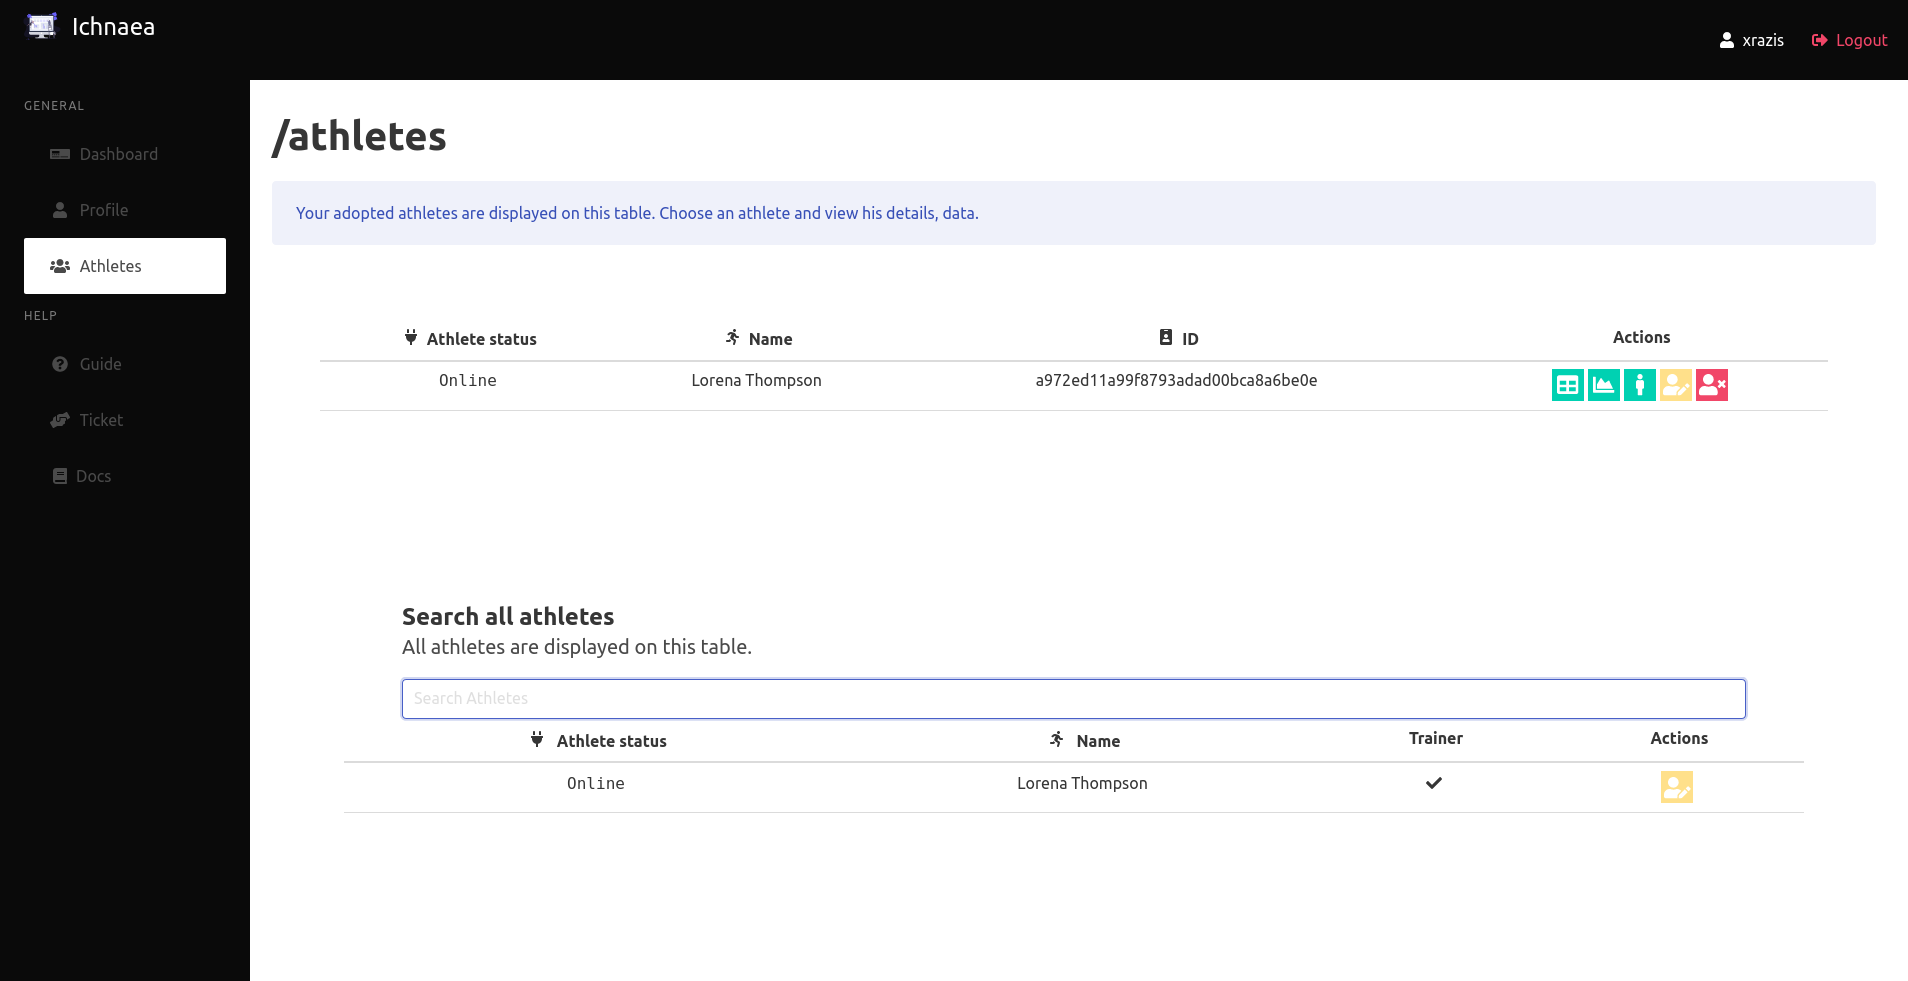 Ichnaea
xrazis Logout
GENERAL
Dashboard
Profile
Athletes
HELP
Guide
Ticket
Docs
/athletes
Your adopted athletes are displayed on this table. Choose an athlete and view his details, data.
Athlete status Name ID Actions
Online Lorena Thompson a972ed11a99f8793adad00bca8a6be0e
Search all athletes
All athletes are displayed on this table.
Search Athletes
Athlete status Name Trainer Actions
Online Lorena Thompson